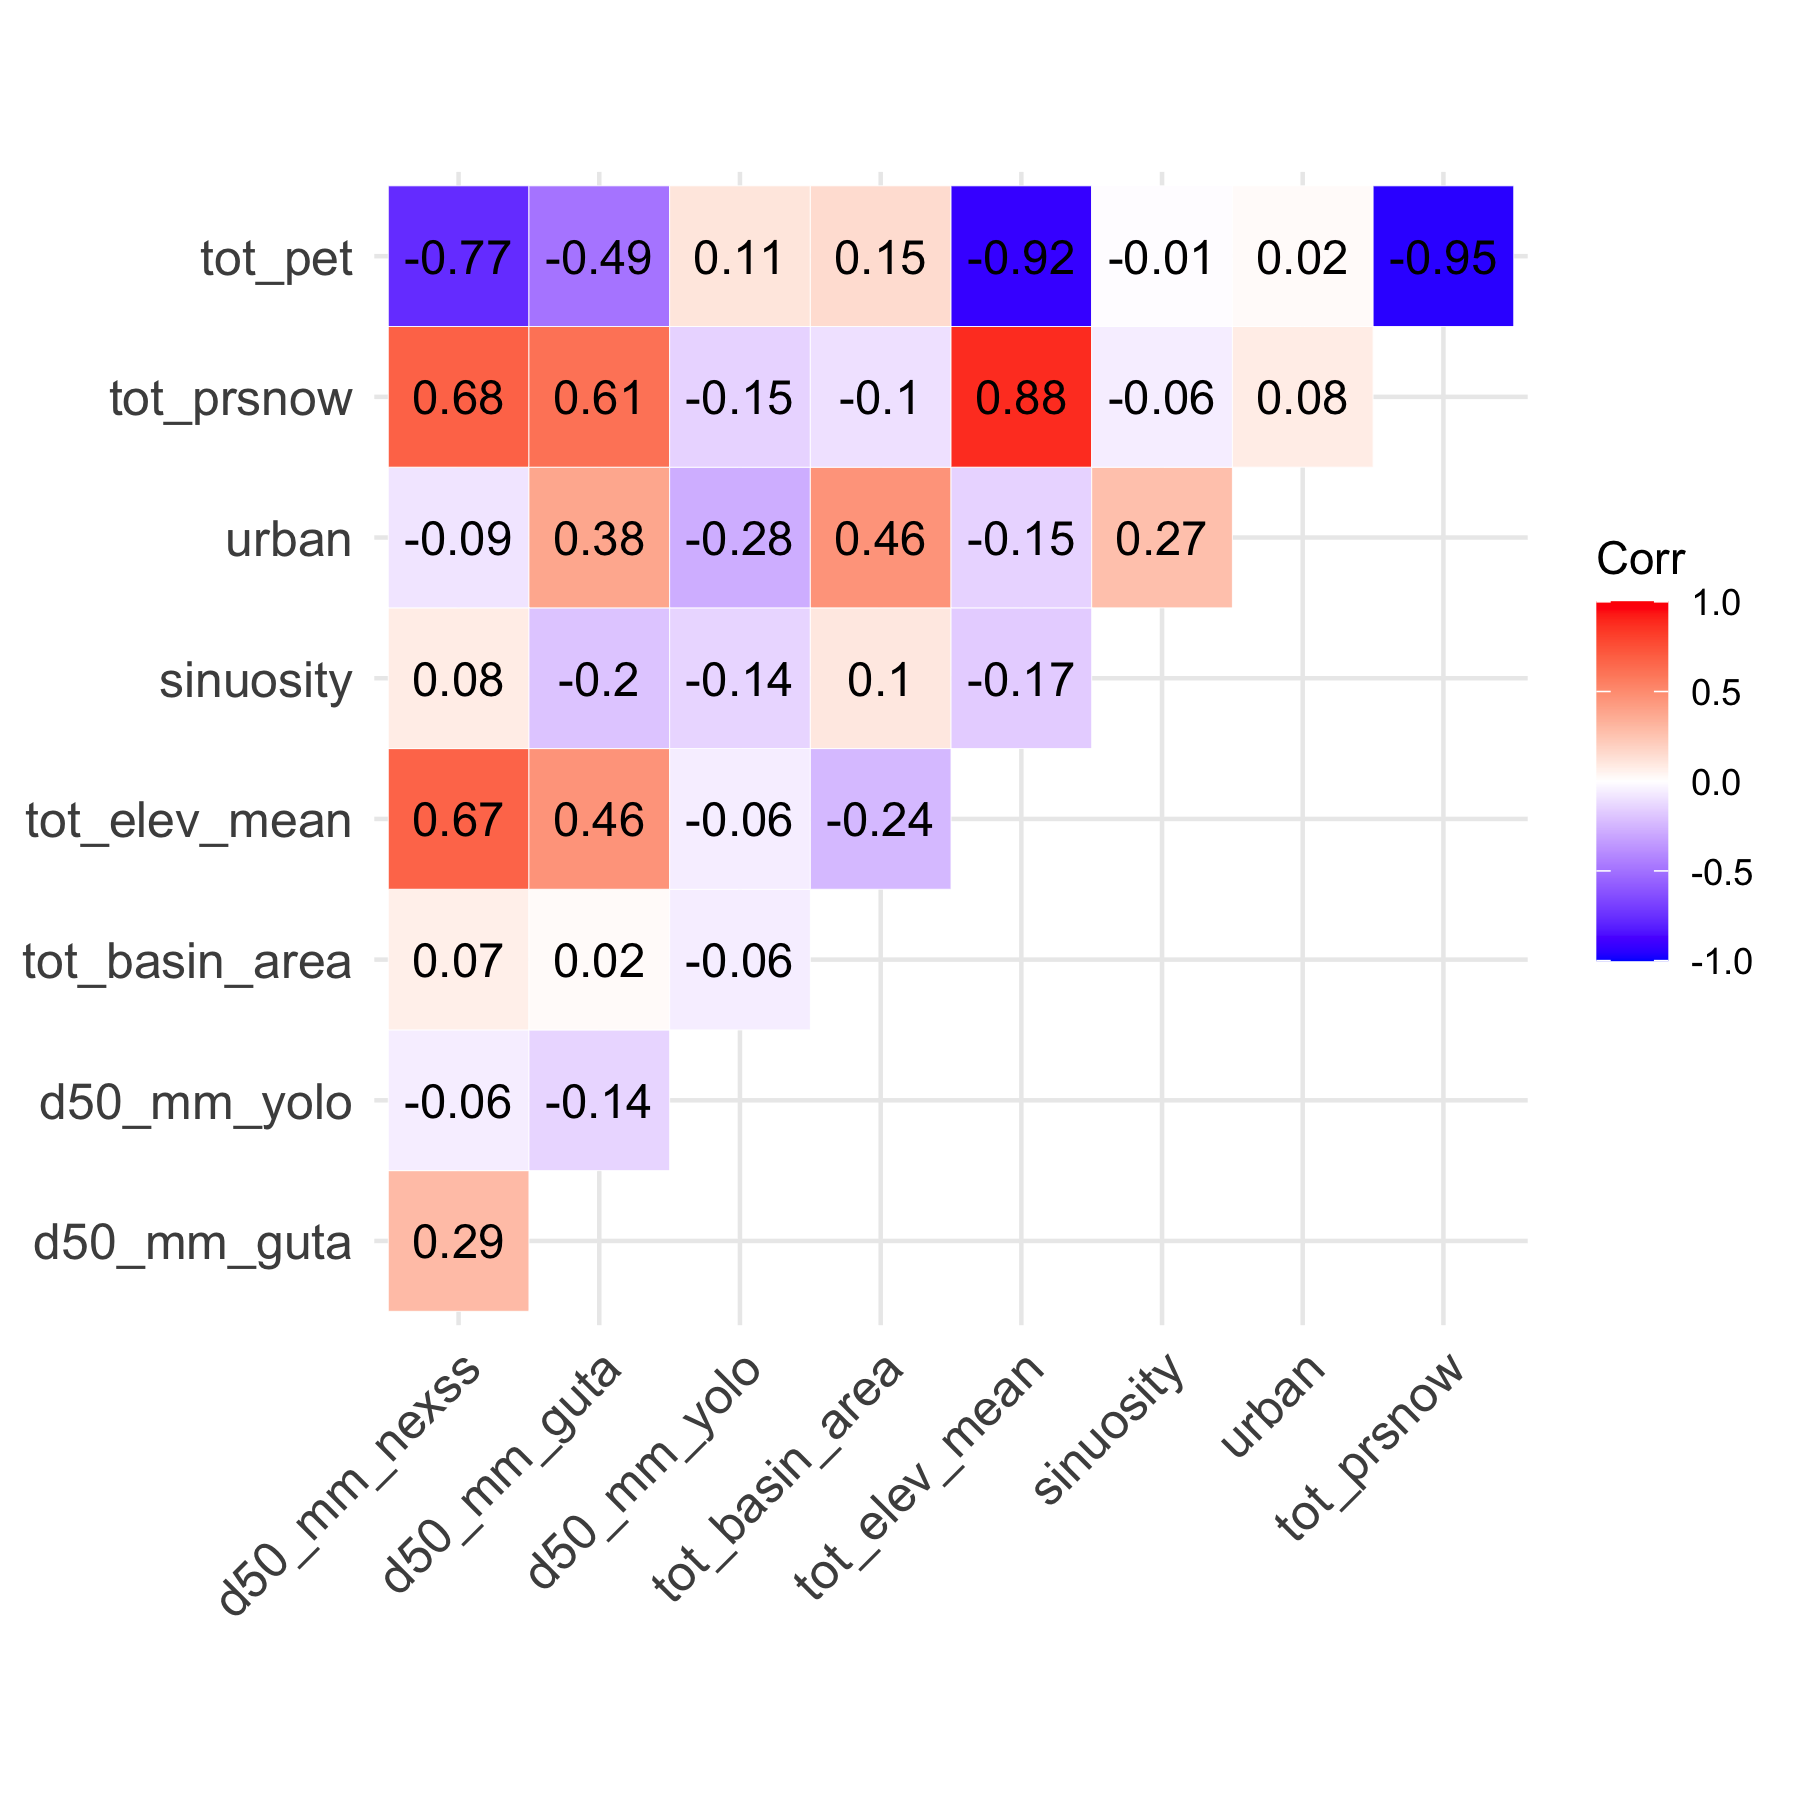 tot_pet -0.77 -0.49 0.11 0.15 -0.92 -0.01 0.02 -0.95
tot_prsnow 0.68 0.61 -0.15 -0.1 0.88 -0.06 0.08
urban -0.09 0.38 -0.28 0.46 -0.15 0.27
sinuosity 0.08 -0.2 -0.14 0.1 -0.17
tot_elev_mean 0.67 0.46 -0.06 -0.24
tot_basin_area 0.07 0.02 -0.06
d50_mm_yolo -0.06 -0.14
d50_mm_guta 0.29
d50_mm_nexss
d50_mm_guta
d50_mm_yolo
tot_basin_area
tot_elev_mean
sinuosity
urban
tot_prsnow
Corr
1.0
0.5
0.0
-0.5
-1.0